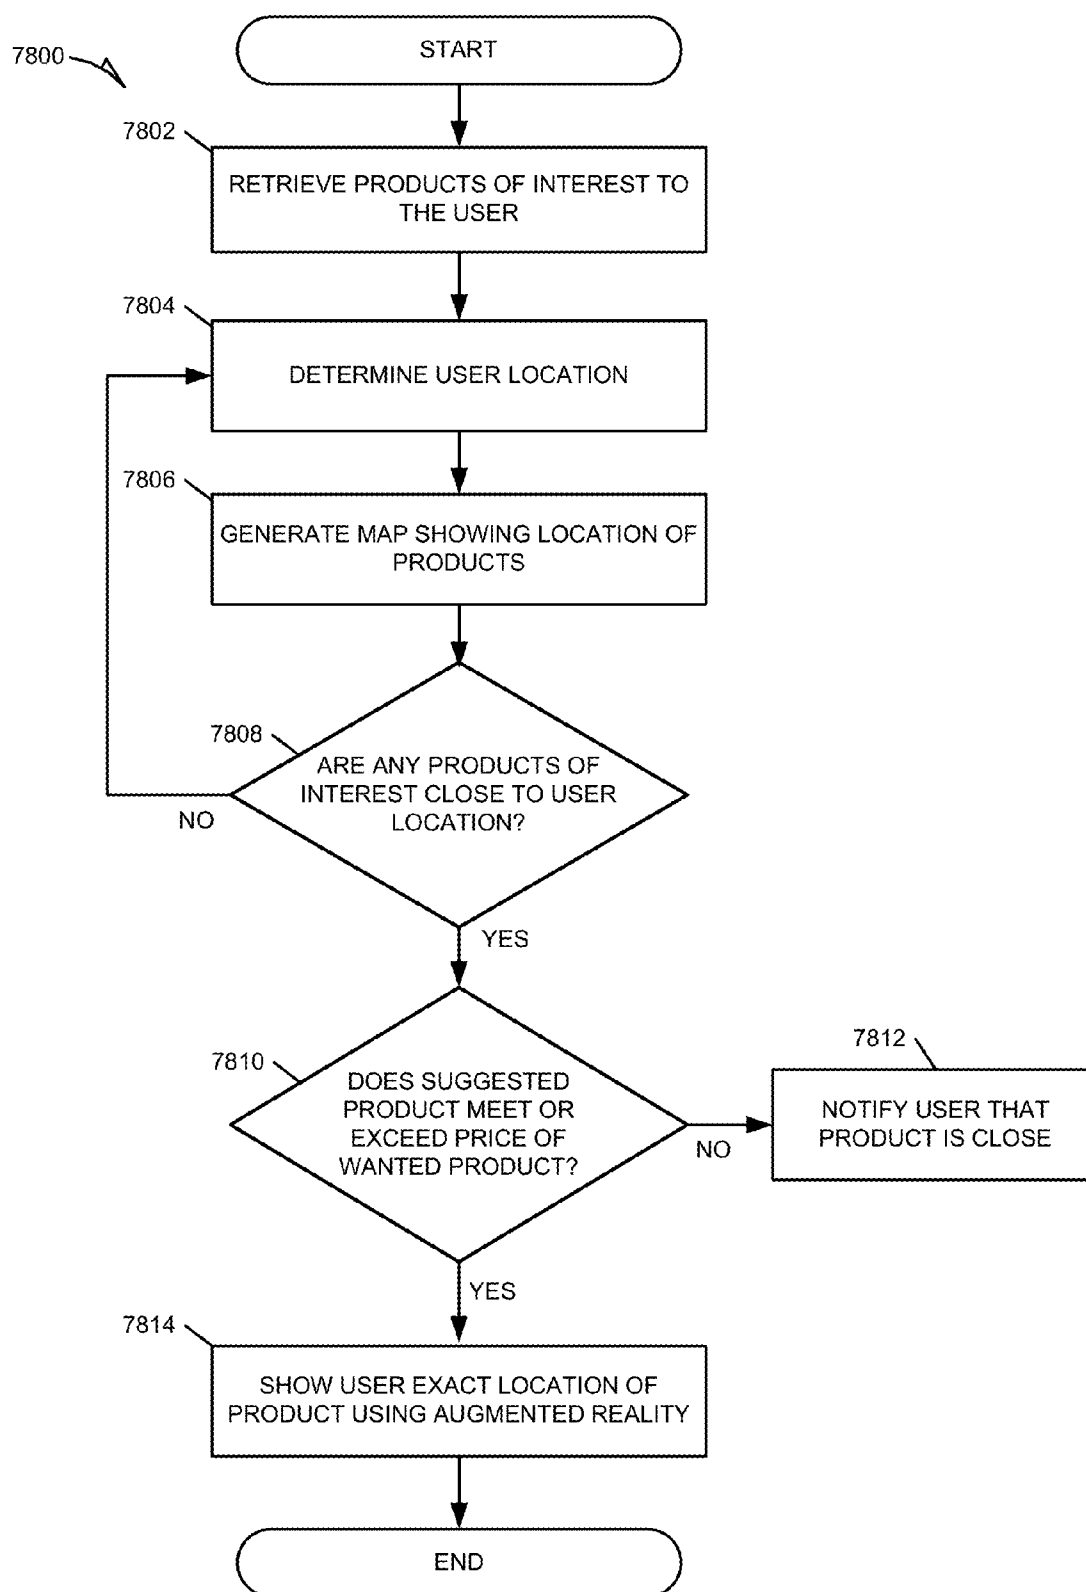 START
7800
7802
RETRIEVE PRODUCTS OF INTEREST TO
THE USER
7804
DETERMINE USER LOCATION
7806
GENERATE MAP SHOWING LOCATION OF
PRODUCTS
7808
ARE ANY PRODUCTS OF
INTEREST CLOSE TO USER
LOCATION?
NO
YES
7810
DOES SUGGESTED
PRODUCT MEET OR
EXCEED PRICE OF
WANTED PRODUCT?
NO
7812
NOTIFY USER THAT
PRODUCT IS CLOSE
YES
7814
SHOW USER EXACT LOCATION OF
PRODUCT USING AUGMENTED REALITY
END